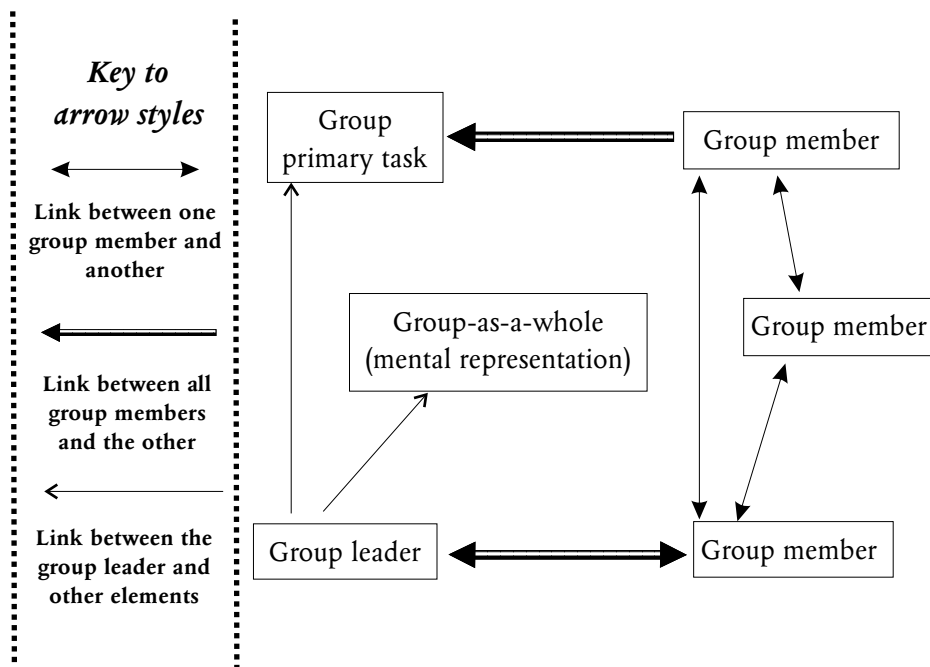 Key to
arrow styles
Link between one
group member and
another
Link between all
group members
and the other
Link between the
group leader and
other elements
Group
primary task
Group member
Group-as-a-whole
(mental representation)
Group member
Group leader
Group member